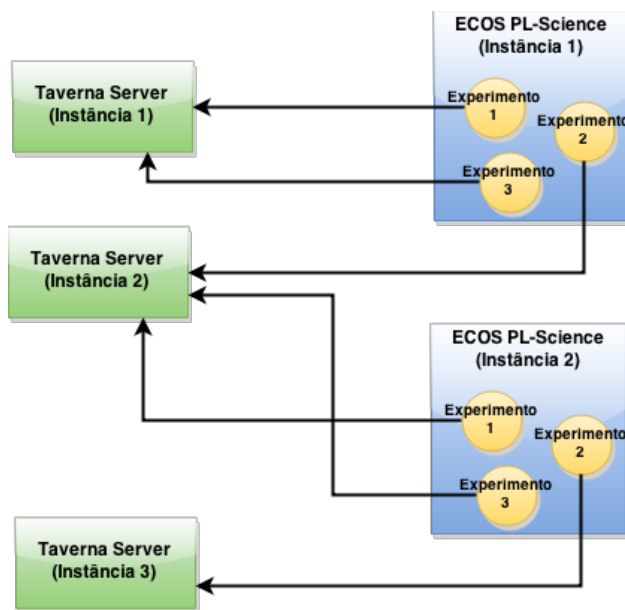 ECOS PL-Science
(Instância 1)
Taverna Server
(Instância 1)
Experimento
1
Experimento
2
Experimento
3
Taverna Server
(Instância 2)
ECOS PL-Science
(Instância 2)
Experimento
1
Experimento
2
Experimento
3
Taverna Server
(Instância 3)